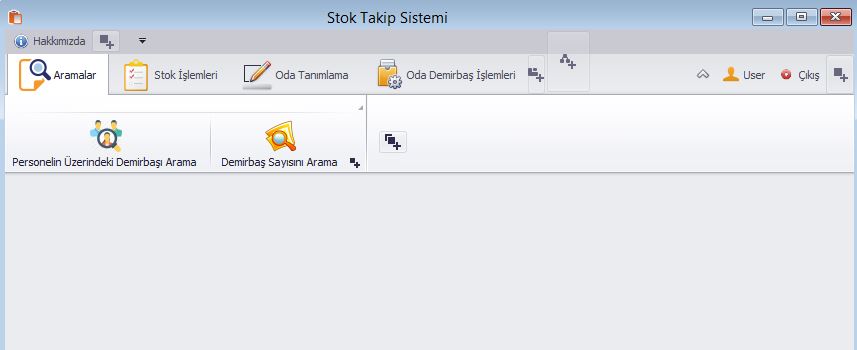 Stok Takip Sistemi
Hakkımızda
Aramalar Stok İşlemleri Oda Tanımlama Oda Demirbaş İşlemleri User Çıkış
Personelin Üzerindeki Demirbaşı Arama Demirbaş Sayısını Arama